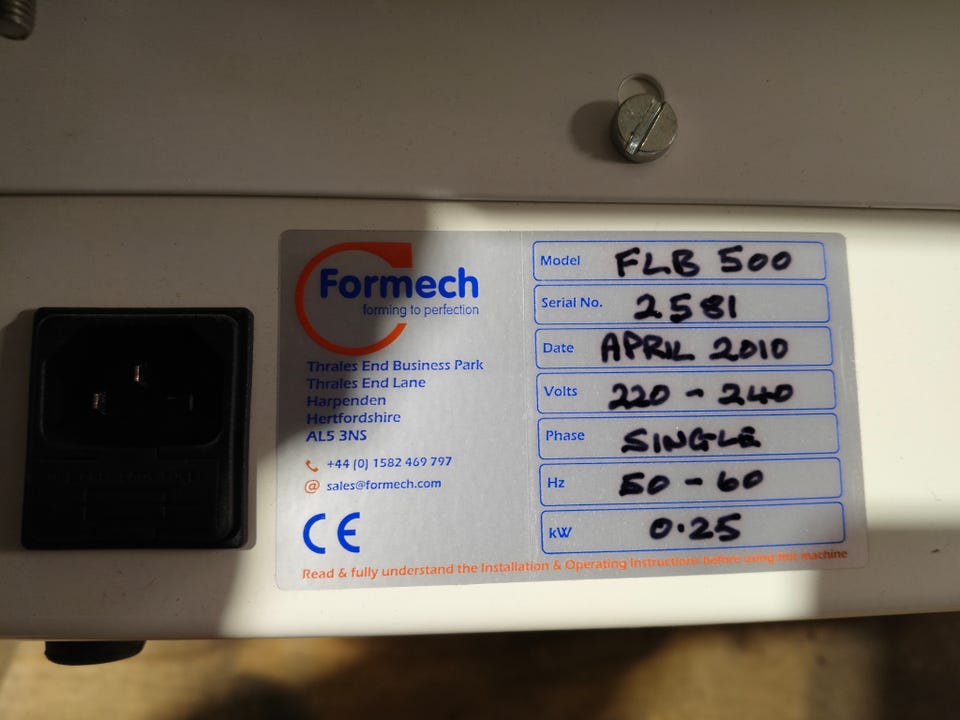 Formech
forming to perfection
Thrales End Business Park
Thrales End Lane
Harpenden
Hertfordshire
AL5 3NS
+44 (0) 1582 469 797
@ sales@formech.com
CE
Model FLB 500
Serial No. 2581
Date APRIL 2010
Volts 220 - 240
Phase SINGLE
Hz 50 - 60
kW 0.25
Read & fully understand the Installation & Operating Instructions before using this machine